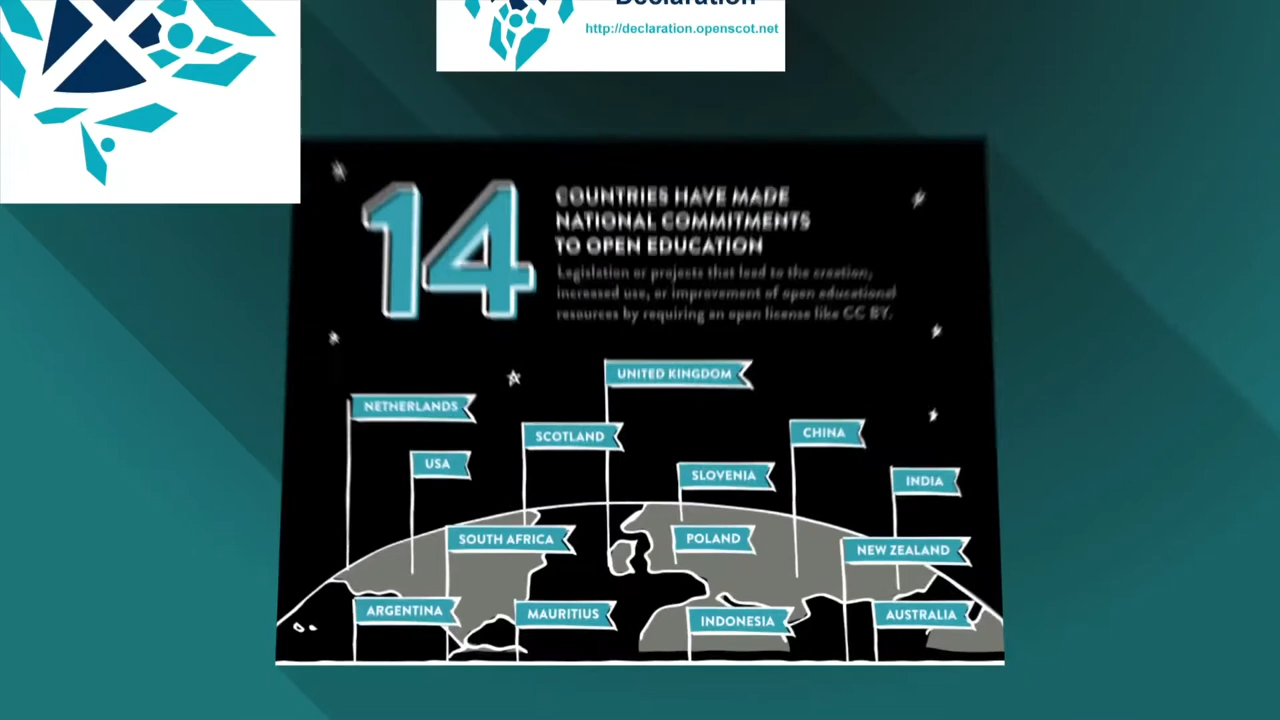 Declaration
http://declaration.openscot.net
14
COUNTRIES HAVE MADE
NATIONAL COMMITMENTS
TO OPEN EDUCATION
Legislation or projects that lead to the creation,
increased use, or improvement of open educational
resources by requiring an open license like CC BY.
UNITED KINGDOM
NETHERLANDS
SCOTLAND
CHINA
USA
SLOVENIA
INDIA
SOUTH AFRICA
POLAND
NEW ZEALAND
ARGENTINA
MAURITIUS
INDONESIA
AUSTRALIA